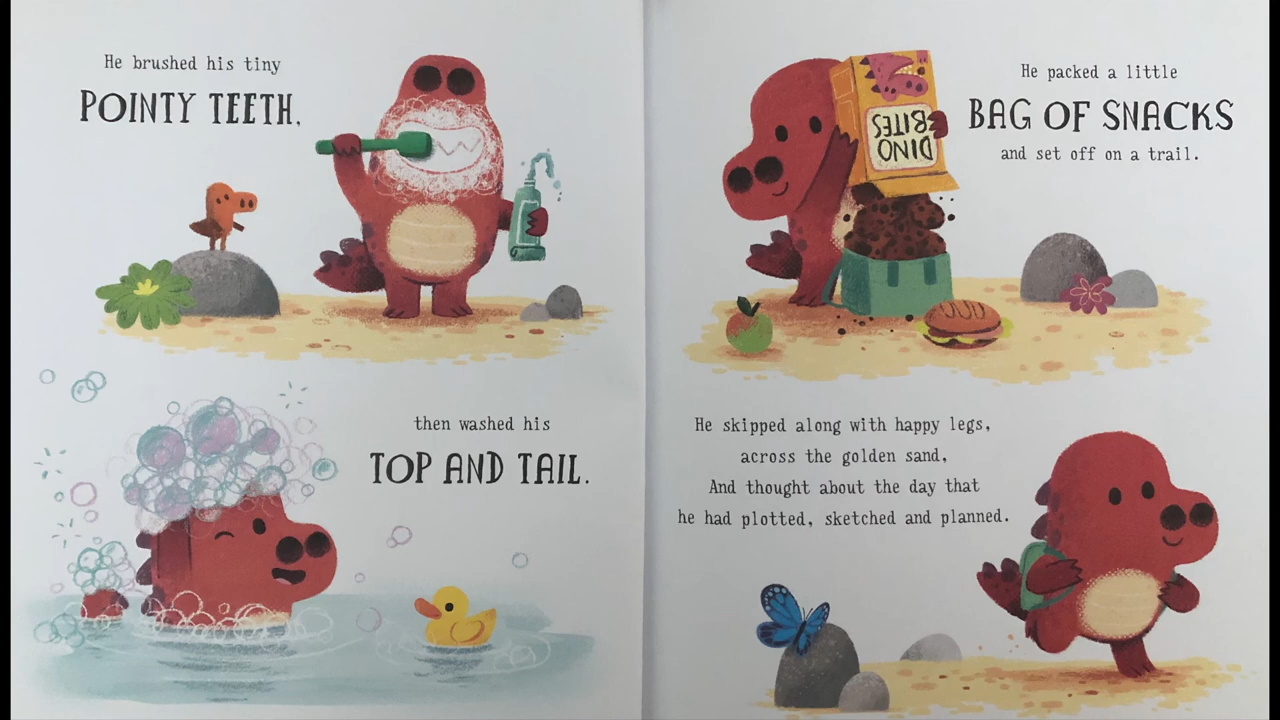 He brushed his tiny
POINTY TEETH,
then washed his
TOP AND TAIL.
He packed a little
BAG OF SNACKS
and set off on a trail.
DINO
BITES
He skipped along with happy legs,
across the golden sand,
And thought about the day that
he had plotted, sketched and planned.